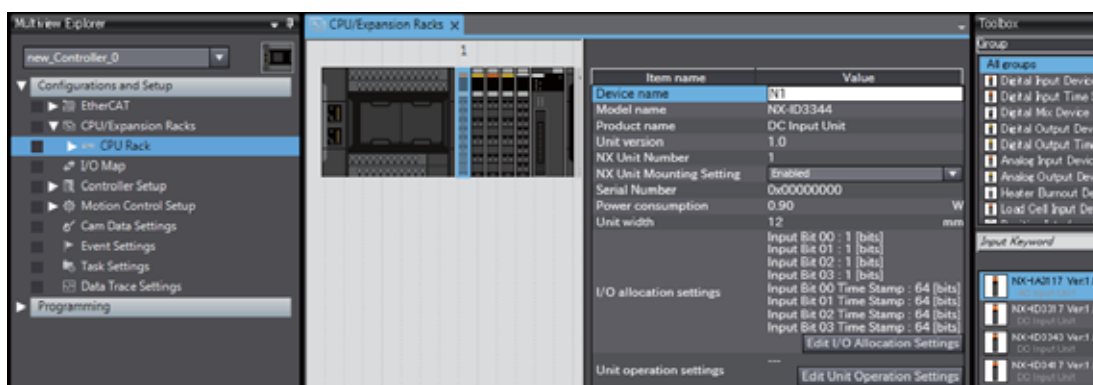 Multiview Explorer
new_Controller_0
Configurations and Setup
EtherCAT
CPU/Expansion Racks
CPU Rack
I/O Map
Controller Setup
Motion Control Setup
Cam Data Settings
Event Settings
Task Settings
Data Trace Settings
Programming
CPU/Expansion Racks X
1
Item name Value
Device name N1
Model name NX-ID3344
Product name DC Input Unit
Unit version 1.0
NX Unit Number 1
NX Unit Mounting Setting Enabled
Serial Number 0x00000000
Power consumption 0.90 W
Unit width 12 mm
I/O allocation settings
Input Bit 00 : 1 [bits]
Input Bit 01 : 1 [bits]
Input Bit 02 : 1 [bits]
Input Bit 03 : 1 [bits]
Input Bit 00 Time Stamp : 64 [bits]
Input Bit 01 Time Stamp : 64 [bits]
Input Bit 02 Time Stamp : 64 [bits]
Input Bit 03 Time Stamp : 64 [bits]
Edit I/O Allocation Settings
Unit operation settings ---
Edit Unit Operation Settings
Toolbox
Group
All groups
Digital Input Device
Digital Input Time S
Digital Mix Device
Digital Output Dev
Digital Output Time
Analog Input Devic
Analog Output Dev
Heater Burnout De
Load Cell Input De
Input Keyword
NX-IA3117 Ver.1.
NX-ID3317 Ver.1.
DC Input Unit
NX-ID3343 Ver.1.
DC Input Unit
NX-ID3417 Ver.1.
DC Input Unit